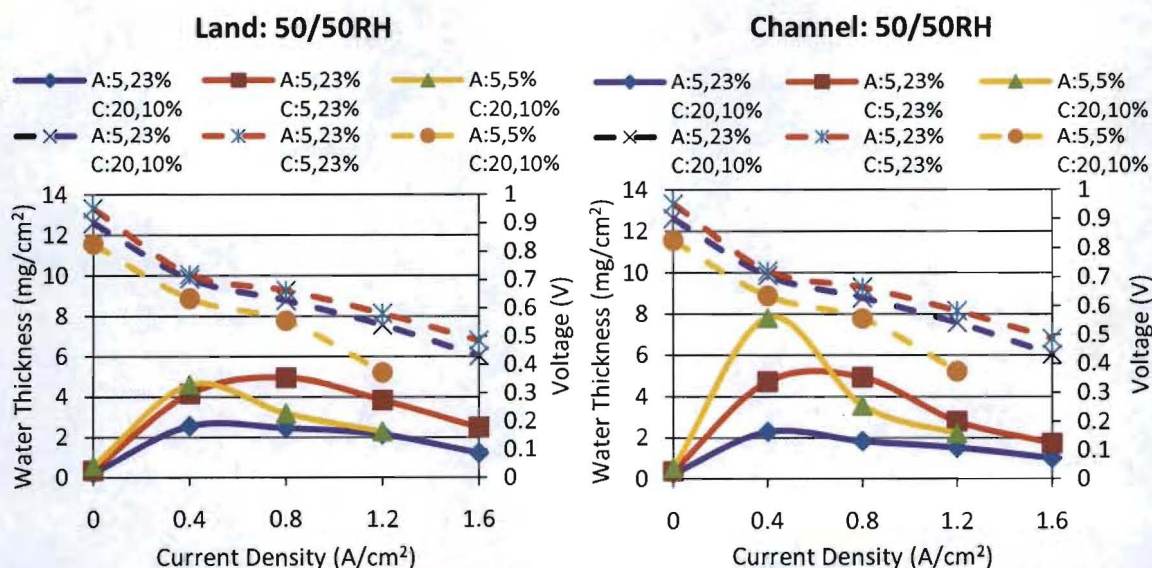 Land: 50/50RH
A:5,23% A:5,23% A:5,5%
C:20,10% C:5,23% C:20,10%
A:5,23% A:5,23% A:5,5%
C:20,10% C:5,23% C:20,10%
Water Thickness (mg/cm²)
14
12
10
8
6
4
2
0
1
0.9
0.8
0.7
0.6
0.5
0.4
0.3
0.2
0.1
0
Voltage (V)
0 0.4 0.8 1.2 1.6
Current Density (A/cm²)
Channel: 50/50RH
A:5,23% A:5,23% A:5,5%
C:20,10% C:5,23% C:20,10%
A:5,23% A:5,23% A:5,5%
C:20,10% C:5,23% C:20,10%
Water Thickness (mg/cm²)
14
12
10
8
6
4
2
0
1
0.9
0.8
0.7
0.6
0.5
0.4
0.3
0.2
0.1
0
Voltage (V)
0 0.4 0.8 1.2 1.6
Current Density (A/cm²)